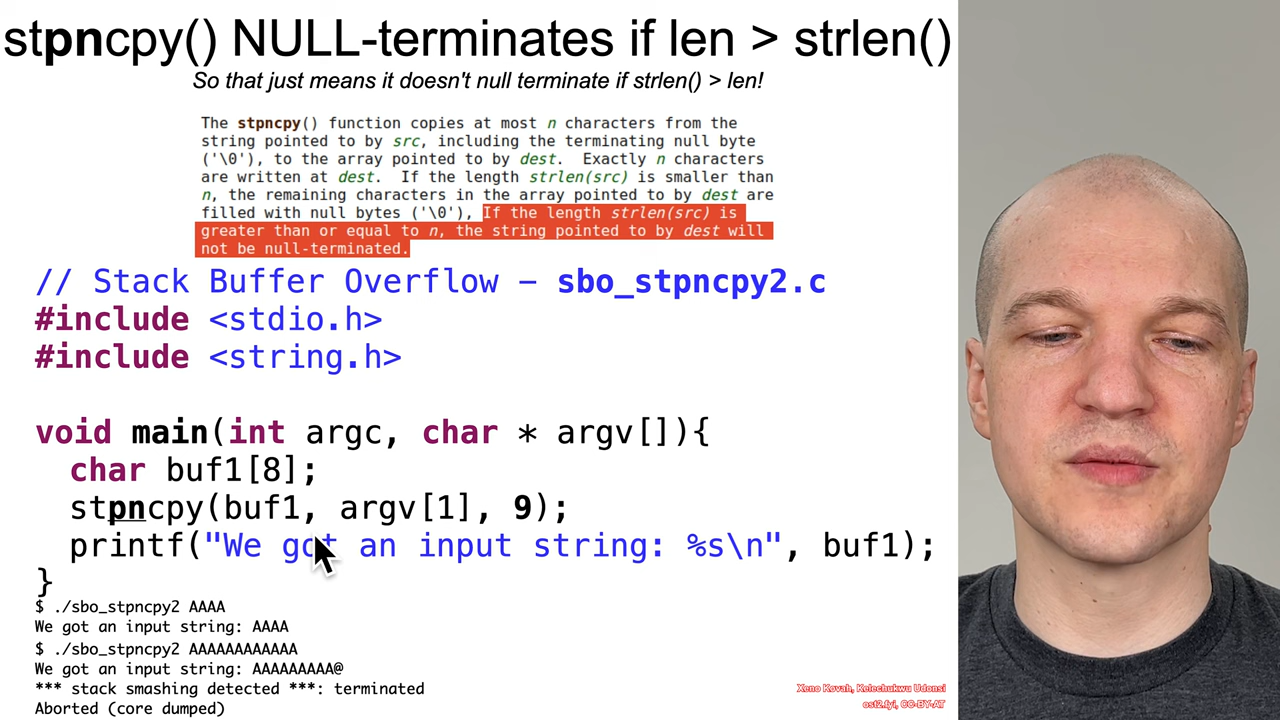 stpncpy() NULL-terminates if len > strlen()
So that just means it doesn't null terminate if strlen() > len!
The stpncpy() function copies at most n characters from the
string pointed to by src, including the terminating null byte
('\0'), to the array pointed to by dest.  Exactly n characters
are written at dest.  If the length strlen(src) is smaller than
n, the remaining characters in the array pointed to by dest are
filled with null bytes ('\0'), If the length strlen(src) is
greater than or equal to n, the string pointed to by dest will
not be null-terminated.
// Stack Buffer Overflow – sbo_stpncpy2.c
#include <stdio.h>
#include <string.h>
void main(int argc, char * argv[]){
  char buf1[8];
  stpncpy(buf1, argv[1], 9);
  printf("We got an input string: %s\n", buf1);
}
$ ./sbo_stpncpy2 AAAA
We got an input string: AAAA
$ ./sbo_stpncpy2 AAAAAAAAAAAA
We got an input string: AAAAAAAAA@
*** stack smashing detected ***: terminated
Aborted (core dumped)
Xeno Kovah, Kelechukwu Udonsi
ost2.fyi, CC-BY-AT